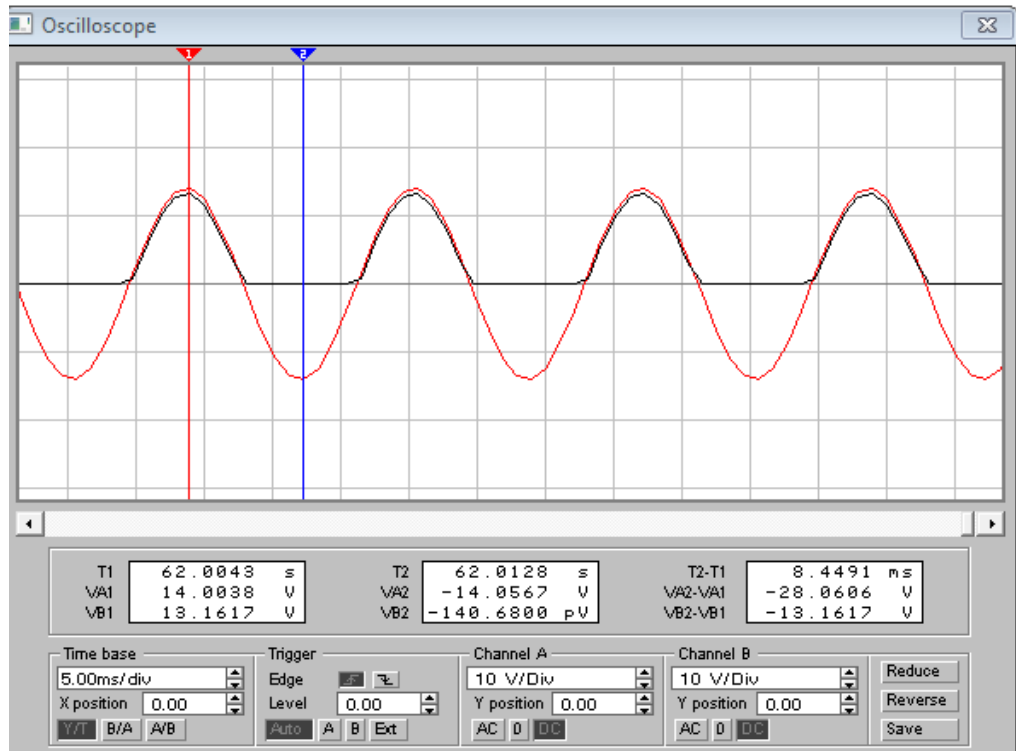 Oscilloscope
1 2
T1 62.0043 s T2 62.0128 s T2-T1 8.4491 ms
VA1 14.0038 V VA2 -14.0567 V VA2-VA1 -28.0606 V
VB1 13.1617 V VB2 -140.6800 pV VB2-VB1 -13.1617 V
Time base Trigger Channel A Channel B
5.00ms/div Edge 10 V/Div 10 V/Div Reduce
X position 0.00 Level 0.00 Y position 0.00 Y position 0.00 Reverse
Y/T B/A A/B Auto A B Ext AC 0 DC AC 0 DC Save